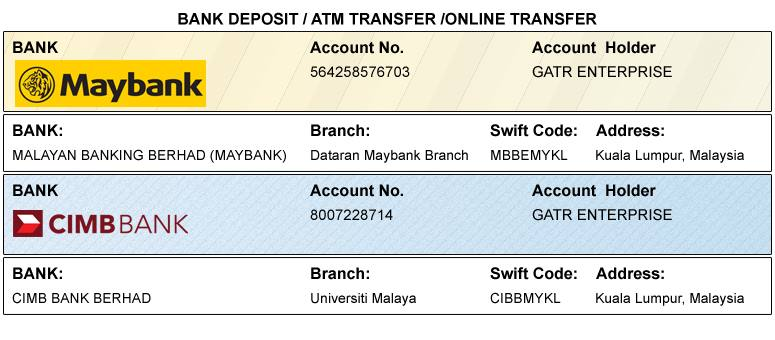 BANK DEPOSIT / ATM TRANSFER /ONLINE TRANSFER
BANK Account No. Account Holder
Maybank 564258576703 GATR ENTERPRISE
BANK: Branch: Swift Code: Address:
MALAYAN BANKING BERHAD (MAYBANK) Dataran Maybank Branch MBBEMYKL Kuala Lumpur, Malaysia
BANK Account No. Account Holder
CIMB BANK 8007228714 GATR ENTERPRISE
BANK: Branch: Swift Code: Address:
CIMB BANK BERHAD Universiti Malaya CIBBMYKL Kuala Lumpur, Malaysia